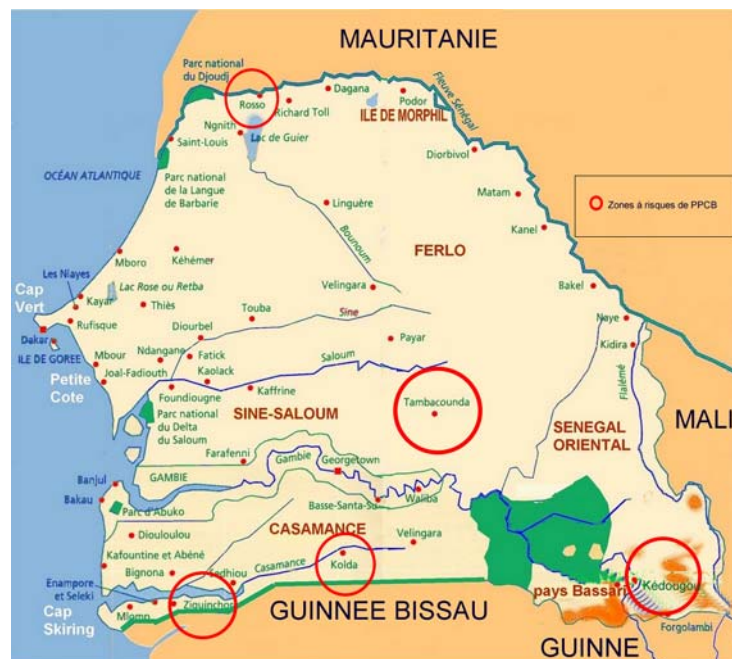 MAURITANIE
Parc national
du Djoudj
Rosso
Richard Toll
Dagana
Podor
ILE DE MORPHIL
Fleuve Sénégal
Ngnith
Lac de Guier
Saint-Louis
Diorbivol
OCÉAN ATLANTIQUE
Parc national
de la Langue
de Barbarie
Linguère
Matam
Zones à risques de PPCB
Kanel
Bounoum
FERLO
Mboro
Kéhémer
Les Niayes
Lac Rose ou Retba
Velingara
Bakel
Cap
Vert
Kayar
Thiès
Touba
Sine
Naye
Rufisque
Diourbel
Payar
Dakar
Kidira
ILE DE GOREE
Mbour
Ndangane
Fatick
Saloum
Falémé
Joal-Fadiouth
Kaolack
Petite
Cote
Foundiougne
Kaffrine
Tambacounda
MALI
Parc national
du Delta
du Saloum
SINE-SALOUM
SENEGAL
ORIENTAL
Farafenni
Gambie
Georgetown
Banjul
GAMBIE
Bakau
Parc d'Abuko
Basse-Santa-Su
Waliba
Diouloulou
CASAMANCE
Velingara
Kafountine et Abéné
Kolda
Bignona
Sedhiou
Casamance
Enampore
et Seleki
Ziguinchor
pays Bassari
Kédougou
Cap
Skiring
Mlomp
GUINNEE BISSAU
Forgolambi
GUINNE